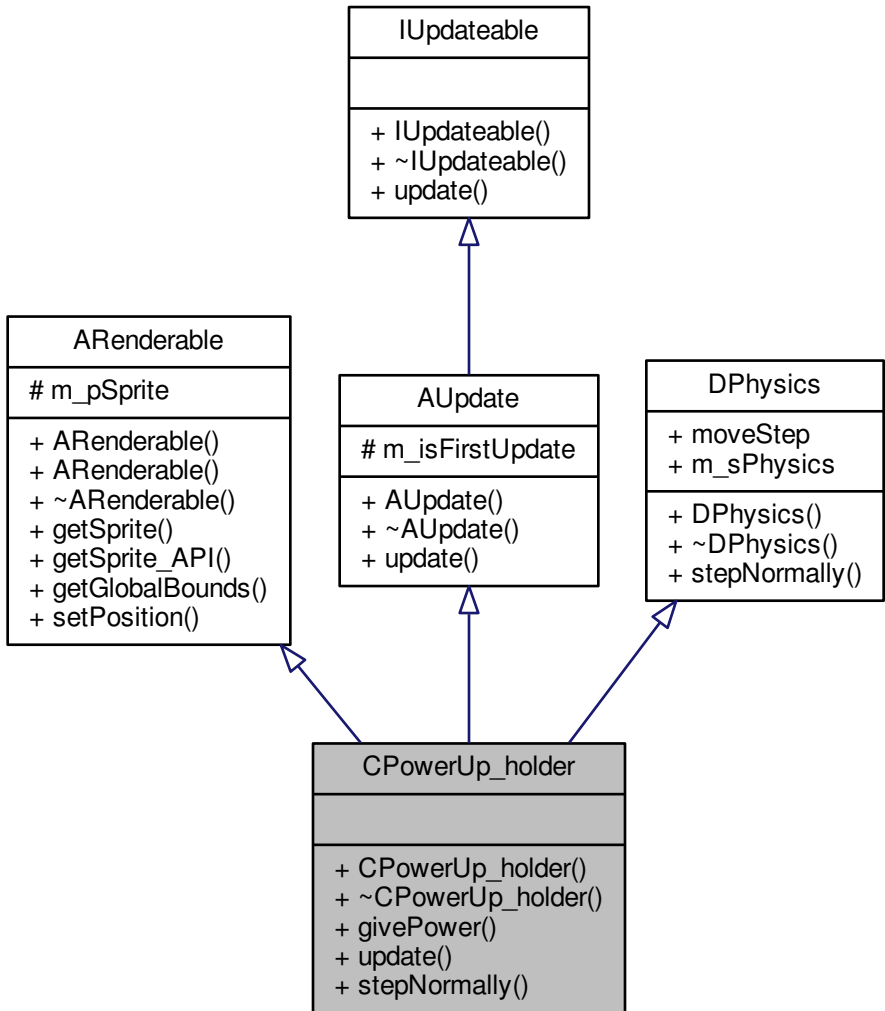 IUpdateable
+ IUpdateable()
+ ~IUpdateable()
+ update()
ARenderable
# m_pSprite
+ ARenderable()
+ ARenderable()
+ ~ARenderable()
+ getSprite()
+ getSprite_API()
+ getGlobalBounds()
+ setPosition()
AUpdate
# m_isFirstUpdate
+ AUpdate()
+ ~AUpdate()
+ update()
DPhysics
+ moveStep
+ m_sPhysics
+ DPhysics()
+ ~DPhysics()
+ stepNormally()
CPowerUp_holder
+ CPowerUp_holder()
+ ~CPowerUp_holder()
+ givePower()
+ update()
+ stepNormally()